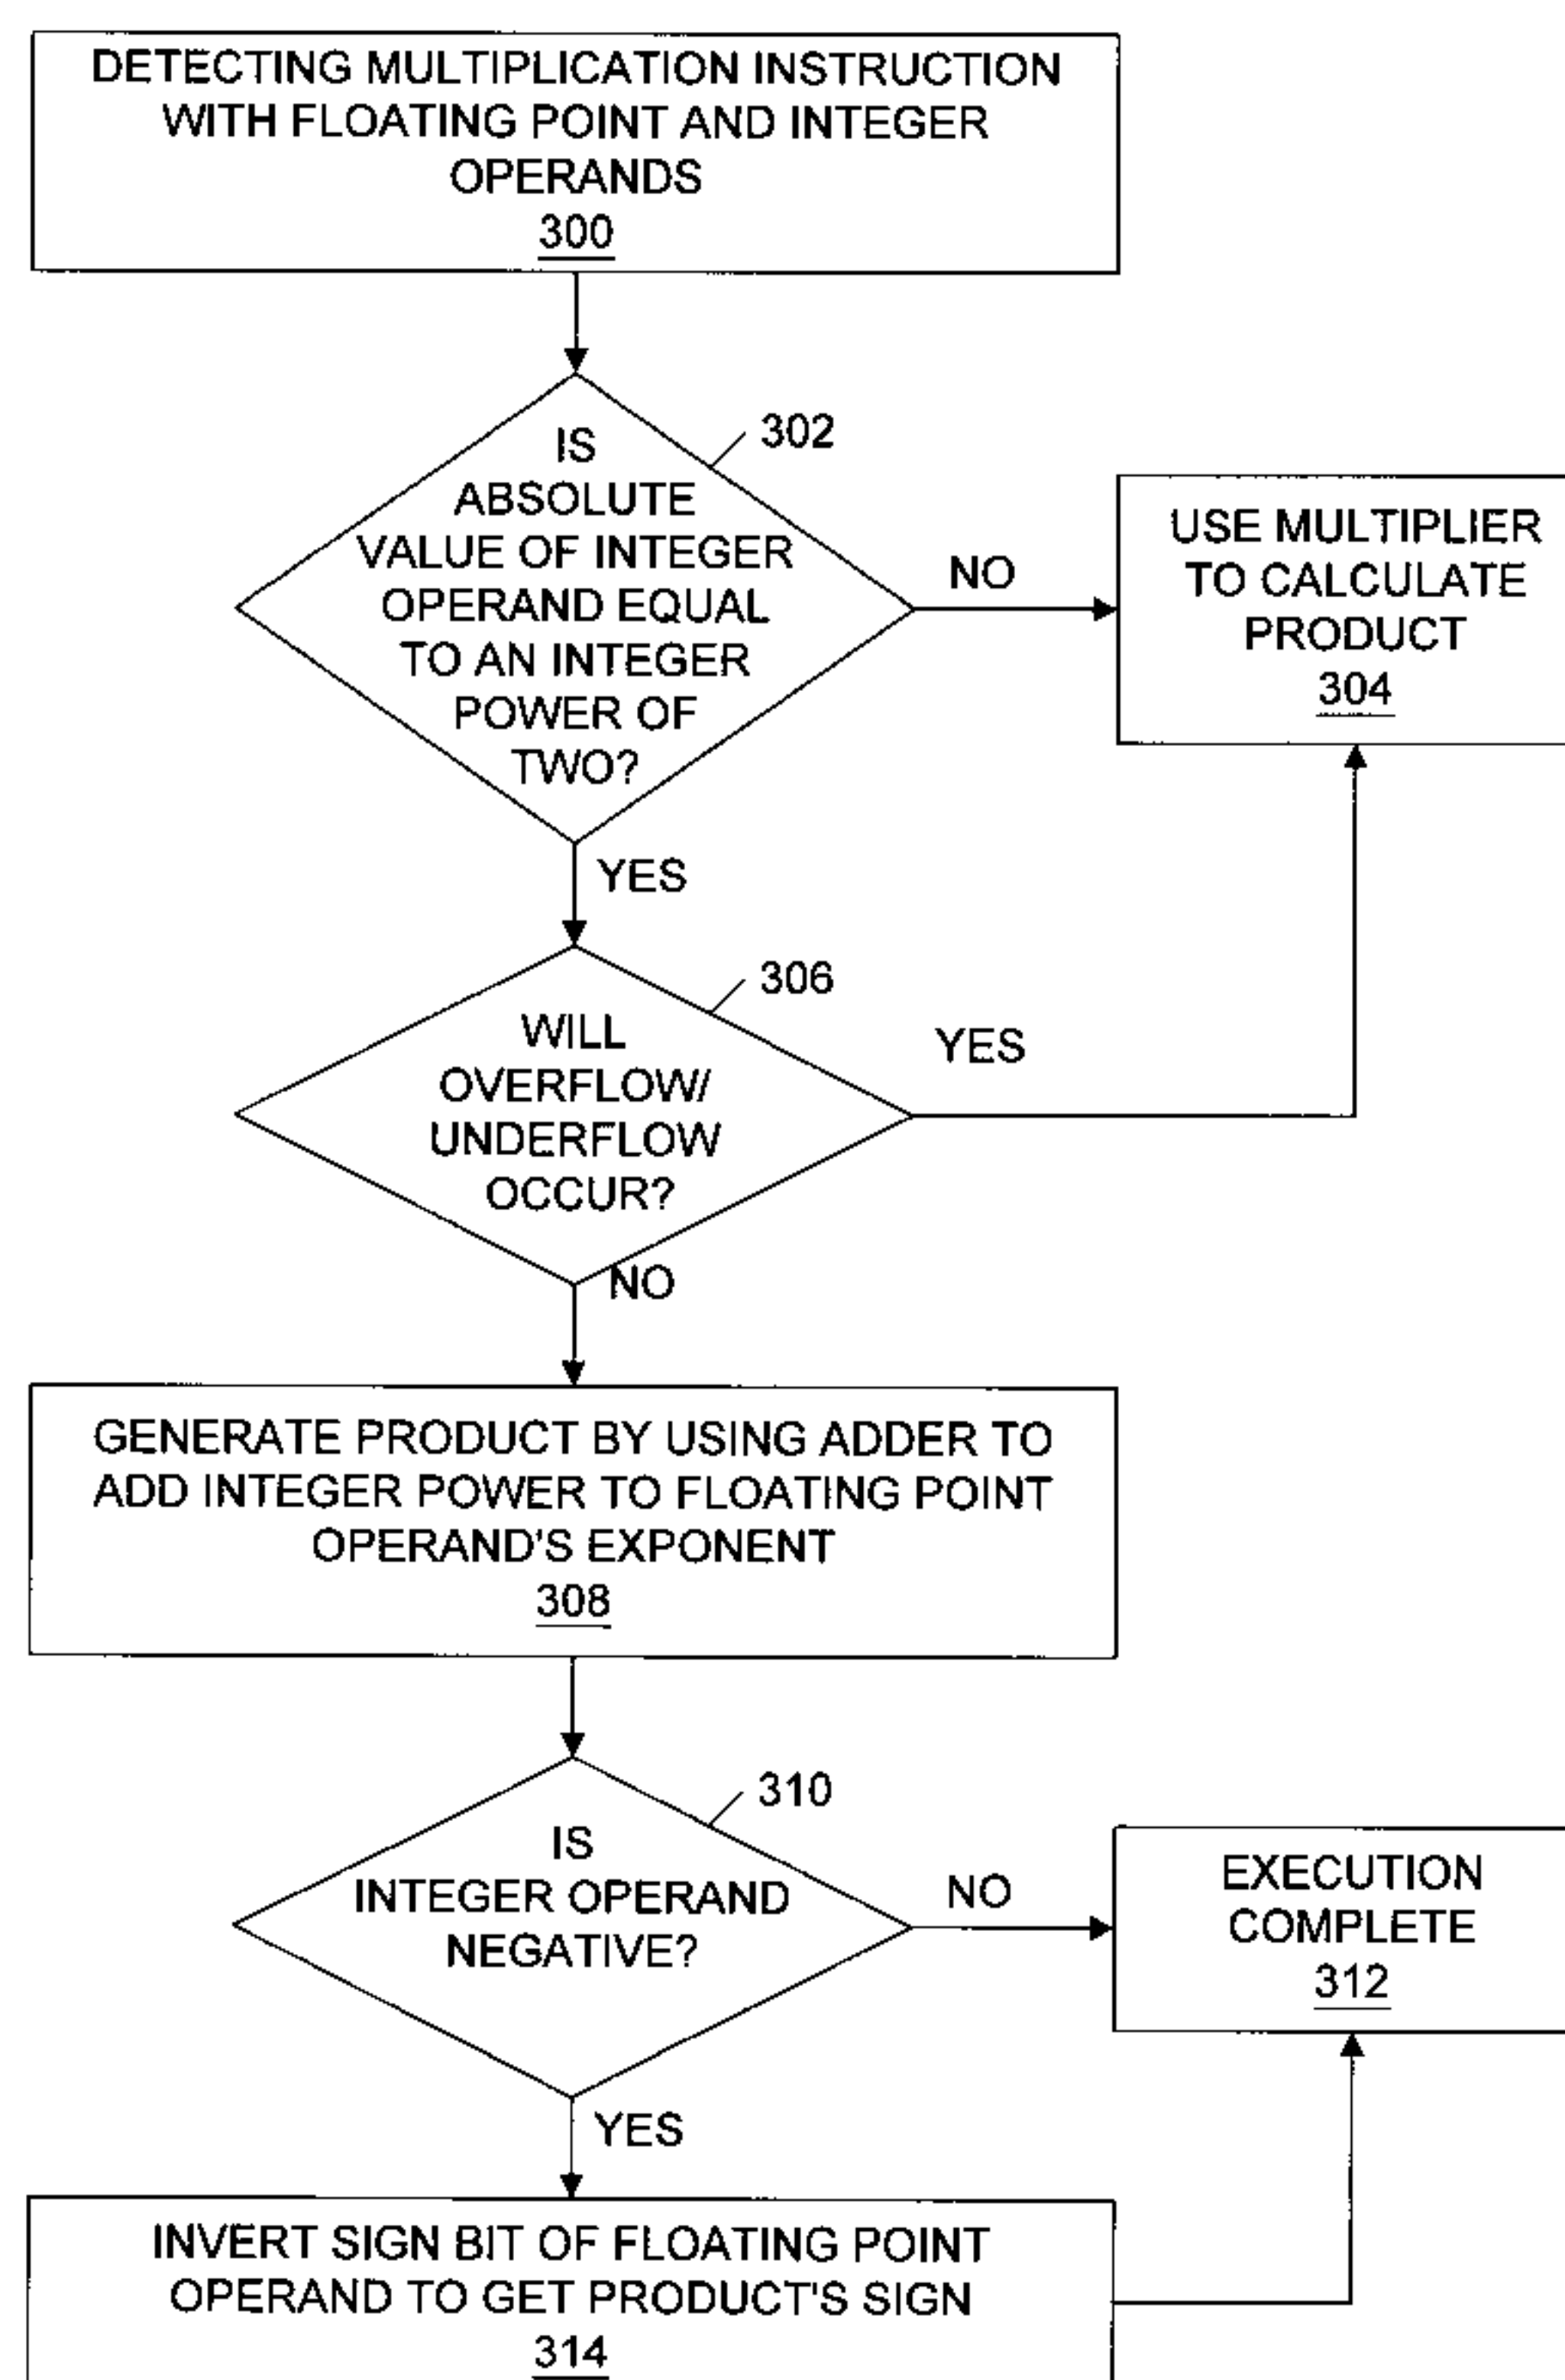 DETECTING MULTIPLICATION INSTRUCTION
WITH FLOATING POINT AND INTEGER
OPERANDS
300
302
IS
ABSOLUTE
VALUE OF INTEGER
OPERAND EQUAL
TO AN INTEGER
POWER OF
TWO?
NO
USE MULTIPLIER
TO CALCULATE
PRODUCT
304
YES
306
WILL
OVERFLOW/
UNDERFLOW
OCCUR?
YES
NO
GENERATE PRODUCT BY USING ADDER TO
ADD INTEGER POWER TO FLOATING POINT
OPERAND'S EXPONENT
308
310
IS
INTEGER OPERAND
NEGATIVE?
NO
EXECUTION
COMPLETE
312
YES
INVERT SIGN BIT OF FLOATING POINT
OPERAND TO GET PRODUCT'S SIGN
314